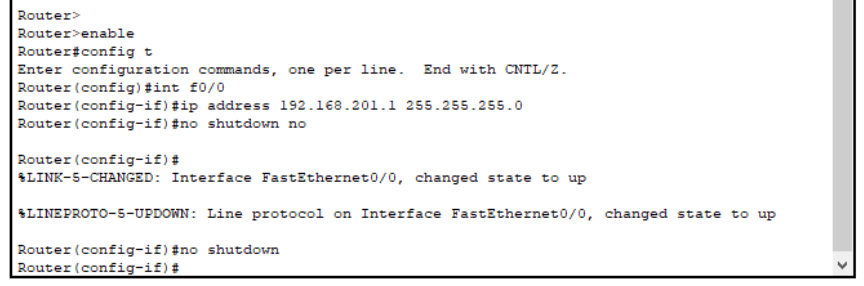 Router>
Router>enable
Router#config t
Enter configuration commands, one per line.  End with CNTL/Z.
Router(config)#int f0/0
Router(config-if)#ip address 192.168.201.1 255.255.255.0
Router(config-if)#no shutdown no

Router(config-if)#
%LINK-5-CHANGED: Interface FastEthernet0/0, changed state to up

%LINEPROTO-5-UPDOWN: Line protocol on Interface FastEthernet0/0, changed state to up

Router(config-if)#no shutdown
Router(config-if)#